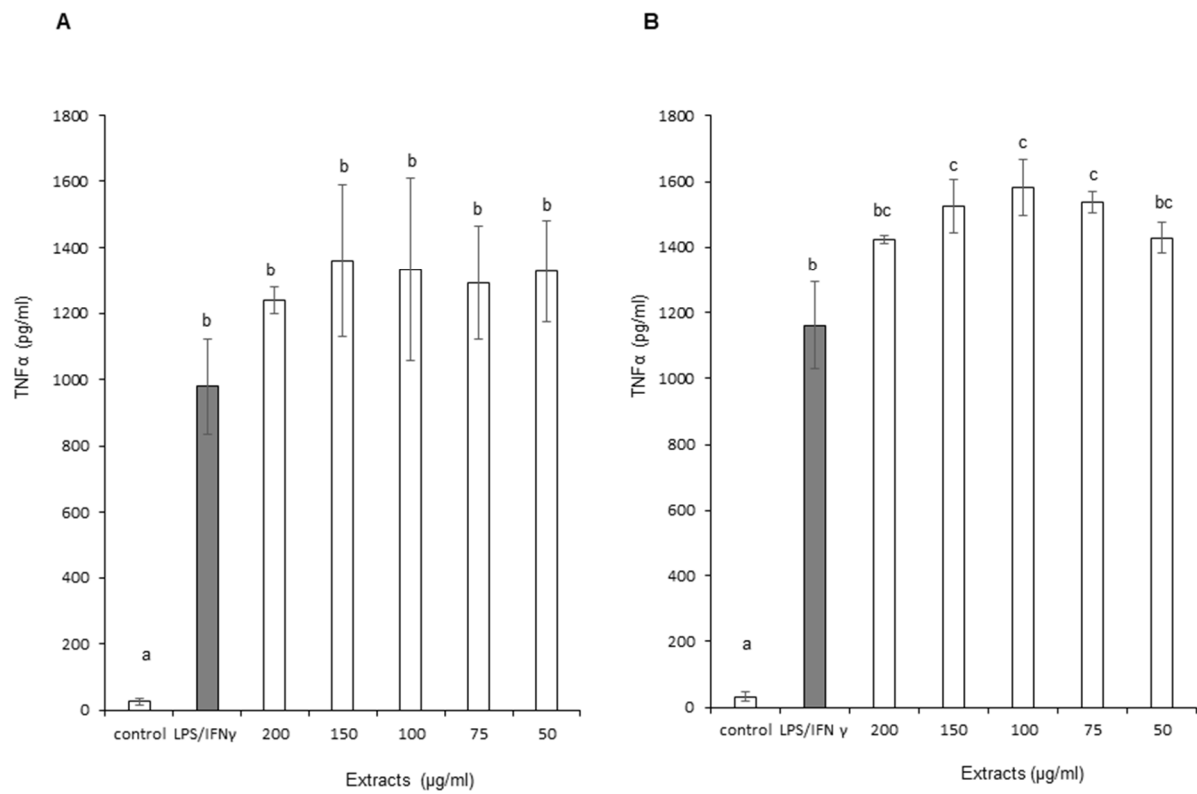 A
1800
1600
1400
1200
1000
800
600
400
200
0
TNFα (pg/ml)
a
b
b
b
b
b
b
control LPS/IFNγ 200 150 100 75 50
Extracts (µg/ml)
B
1800
1600
1400
1200
1000
800
600
400
200
0
TNFα (pg/ml)
a
b
bc
c
c
c
bc
control LPS/IFN γ 200 150 100 75 50
Extracts (µg/ml)